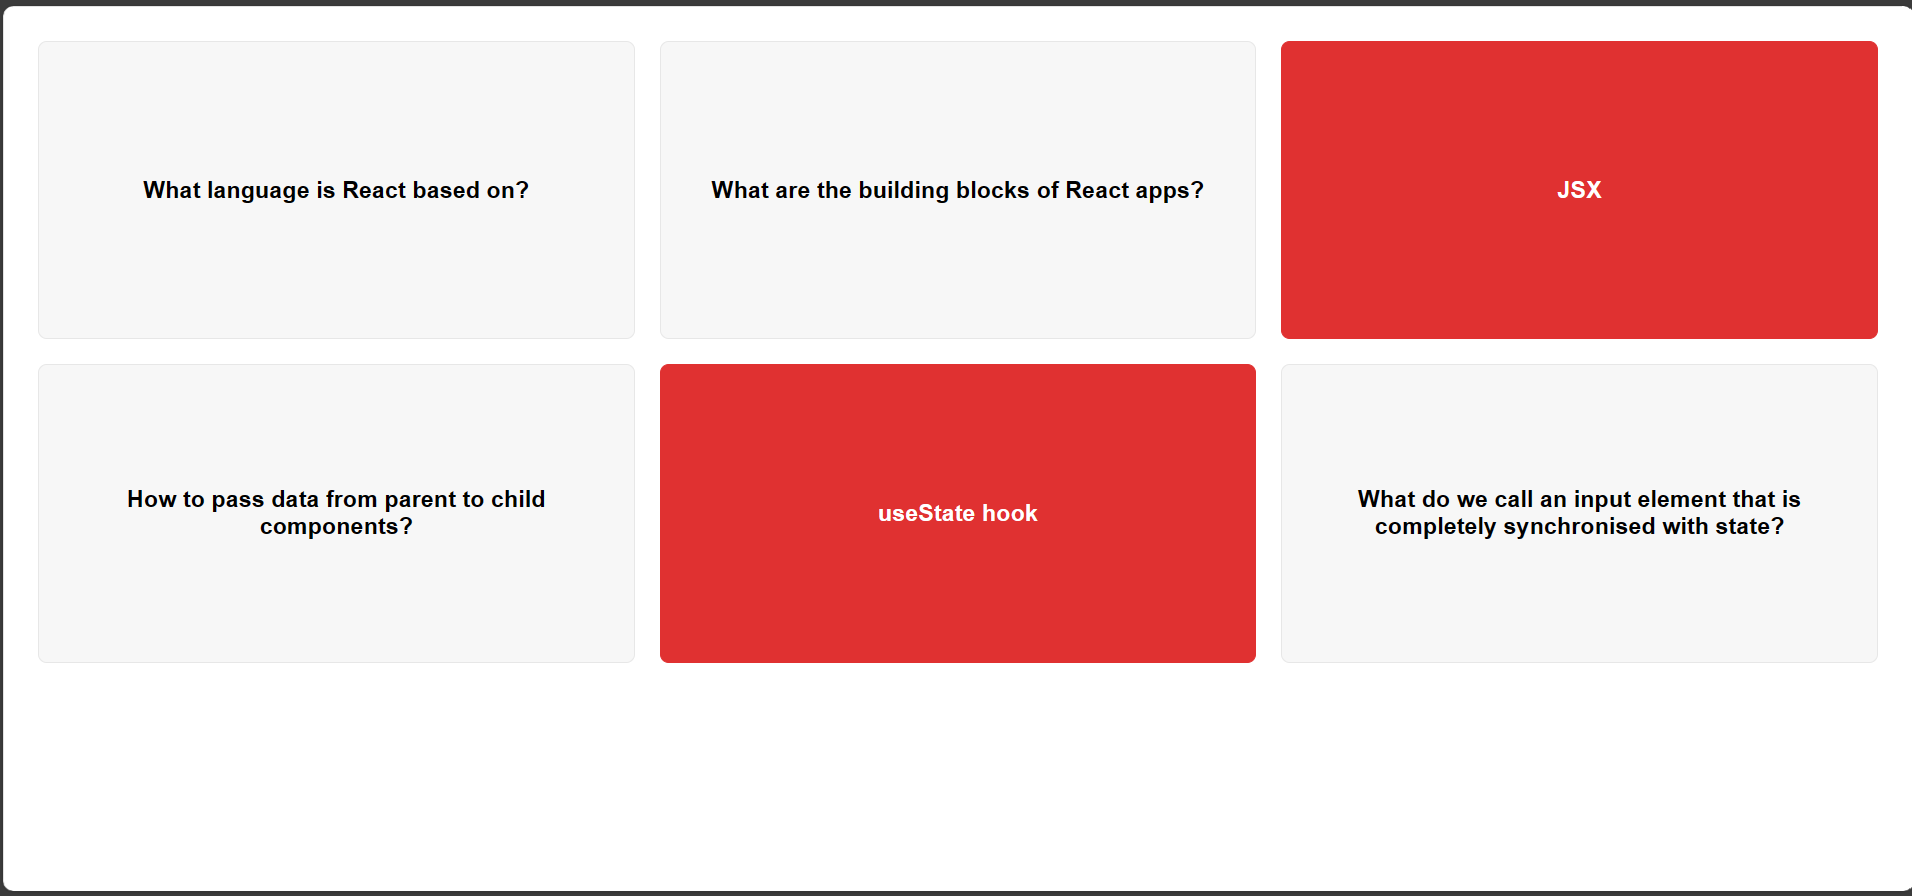 What language is React based on?
What are the building blocks of React apps?
JSX
How to pass data from parent to child
components?
useState hook
What do we call an input element that is
completely synchronised with state?